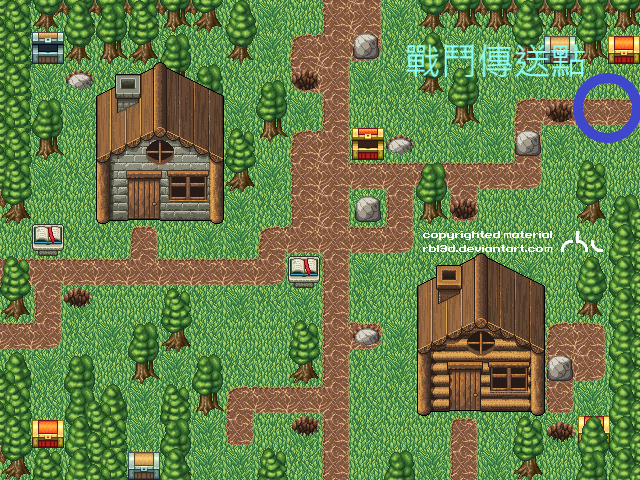 戰鬥傳送點
copyrighted material
rbl3d.deviantart.com